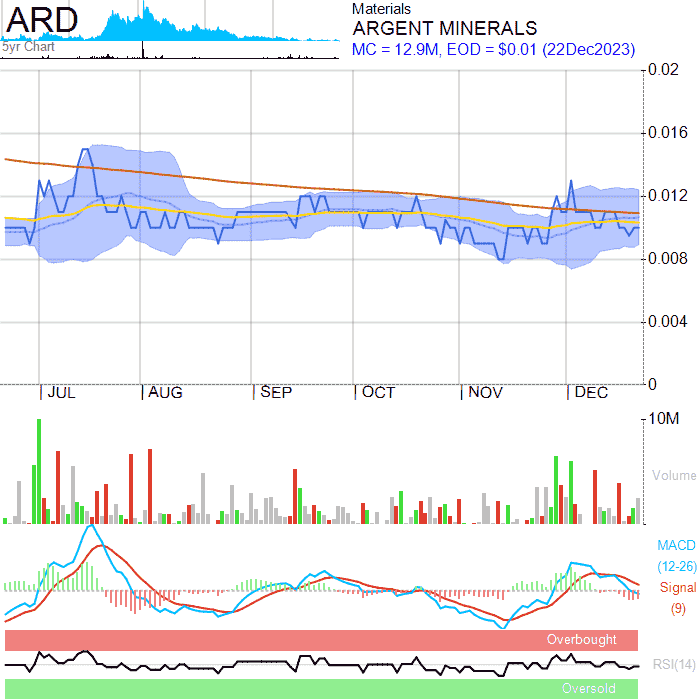 ARD
5yr Chart
Materials
ARGENT MINERALS
MC = 12.9M, EOD = $0.01 (22Dec2023)
0.02
0.016
0.012
0.008
0.004
0
JUL AUG SEP OCT NOV DEC
10M
Volume
MACD
(12-26)
Signal
(9)
Overbought
RSI(14)
Oversold